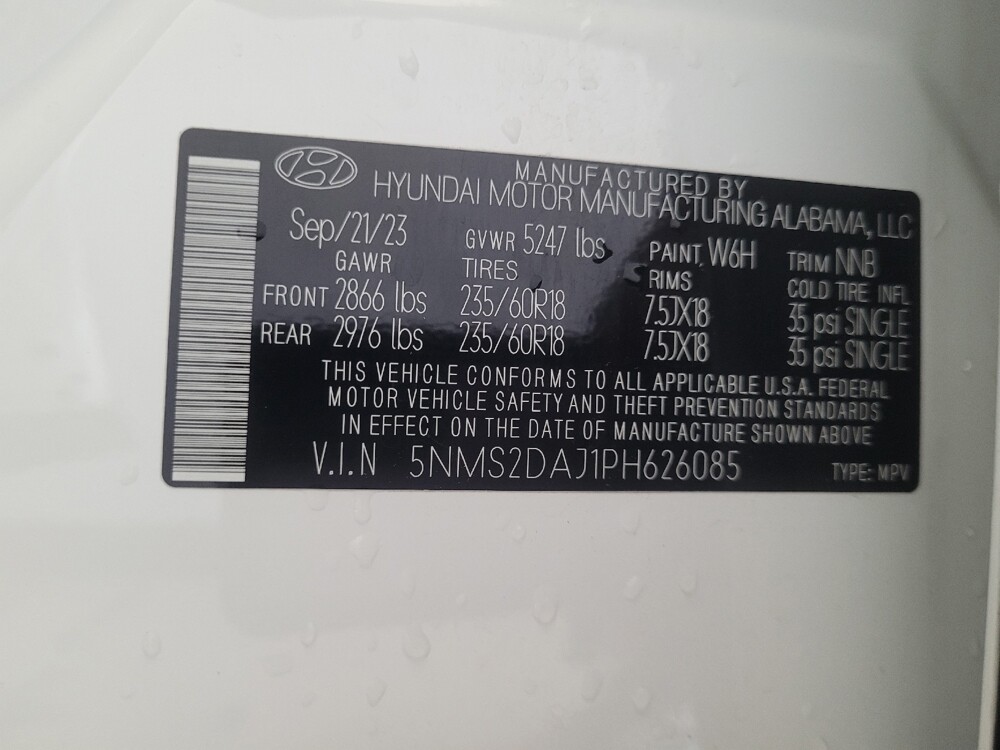 MANUFACTURED BY
HYUNDAI MOTOR MANUFACTURING ALABAMA, LLC
Sep/21/23 GVWR 5247 lbs PAINT W6H TRIM NNB
GAWR TIRES RIMS COLD TIRE INFL
FRONT 2866 lbs 235/60R18 7.5JX18 35 psi SINGLE
REAR 2976 lbs 235/60R18 7.5JX18 35 psi SINGLE
THIS VEHICLE CONFORMS TO ALL APPLICABLE U.S.A. FEDERAL
MOTOR VEHICLE SAFETY AND THEFT PREVENTION STANDARDS
IN EFFECT ON THE DATE OF MANUFACTURE SHOWN ABOVE
V.I.N 5NMS2DAJ1PH626085 TYPE: MPV